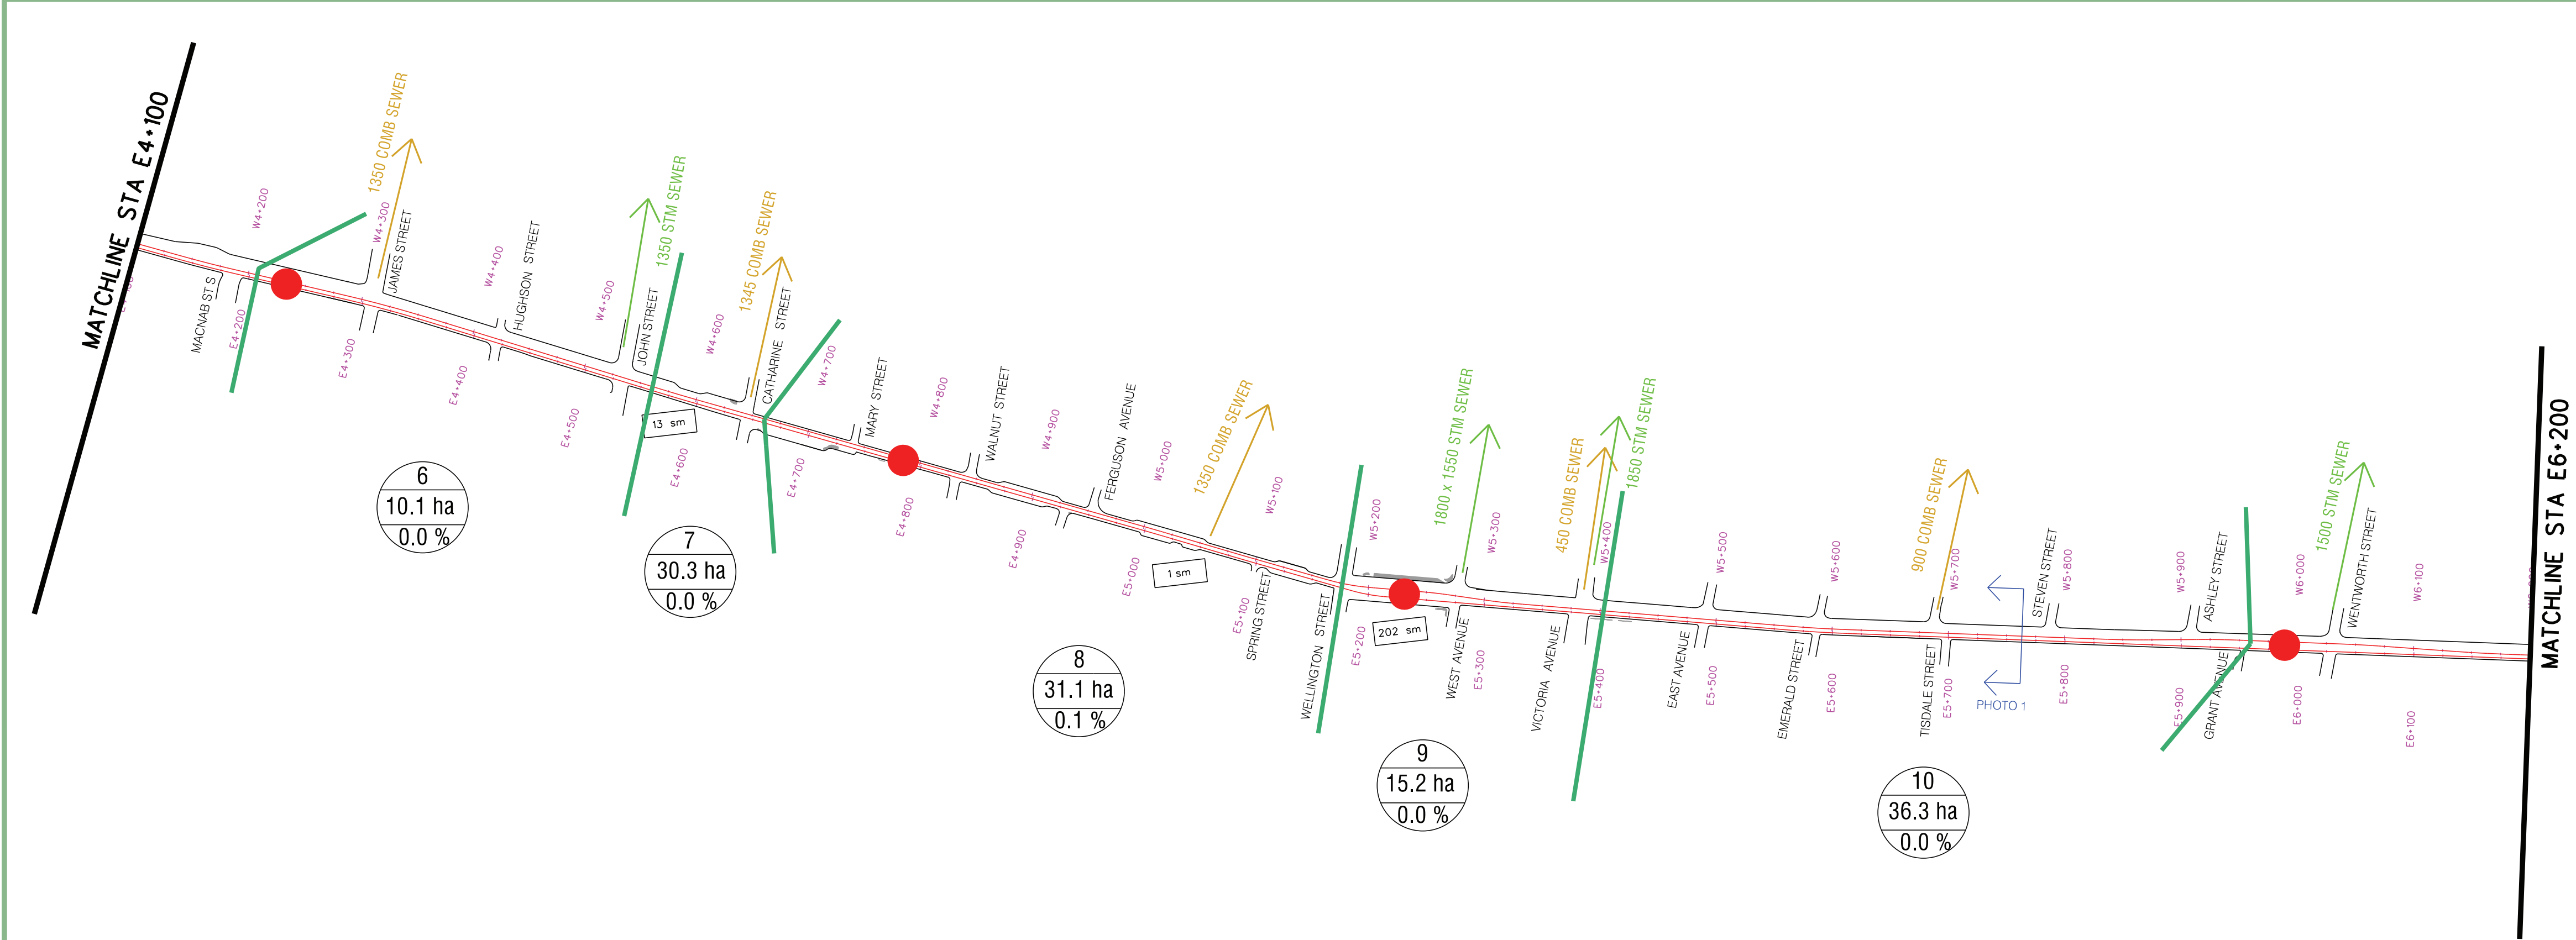 MATCHLINE STA E4+100
W4+200
1350 COMB SEWER
W4+300
JAMES STREET
MACNAB ST S
E4+200
E4+300
W4+400
HUGHSON STREET
E4+400
W4+500
1350 STM SEWER
JOHN STREET
E4+500
W4+600
1345 COMB SEWER
CATHARINE STREET
13 sm
E4+600
W4+700
MARY STREET
E4+700
W4+800
WALNUT STREET
E4+800
W4+900
FERGUSON AVENUE
E4+900
W5+000
1350 COMB SEWER
E5+000
1 sm
W5+100
E5+100
SPRING STREET
WELLINGTON STREET
W5+200
E5+200
202 sm
1800 x 1550 STM SEWER
W5+300
WEST AVENUE
E5+300
450 COMB SEWER
1850 STM SEWER
W5+400
VICTORIA AVENUE
E5+400
W5+500
EAST AVENUE
E5+500
W5+600
EMERALD STREET
E5+600
900 COMB SEWER
W5+700
TISDALE STREET
E5+700
PHOTO 1
STEVEN STREET
W5+800
E5+800
W5+900
ASHLEY STREET
E5+900
GRANT AVENUE
W6+000
E6+000
1500 STM SEWER
WENTWORTH STREET
W6+100
E6+100
MATCHLINE STA E6+200
6
10.1 ha
0.0 %
7
30.3 ha
0.0 %
8
31.1 ha
0.1 %
9
15.2 ha
0.0 %
10
36.3 ha
0.0 %